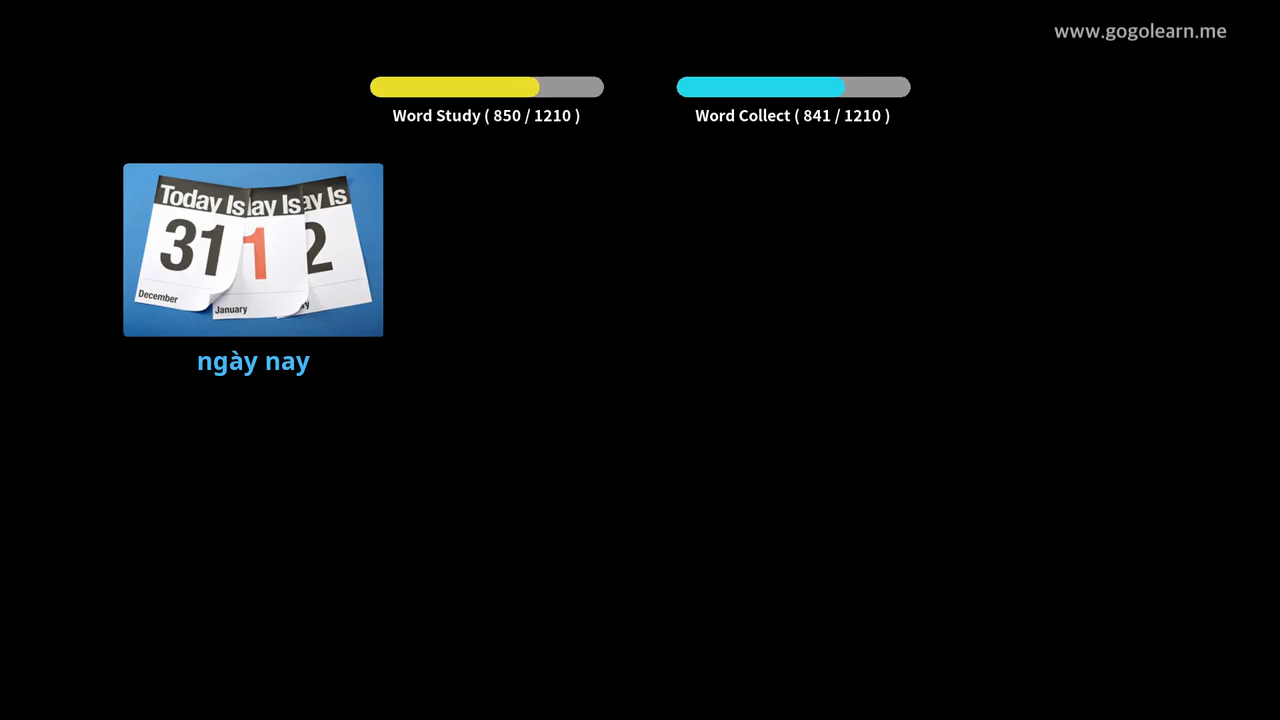 www.gogolearn.me
Word Study ( 850 / 1210 )
Word Collect ( 841 / 1210 )
Today Is
31
December
ay Is
1
January
ay Is
2
ngày nay